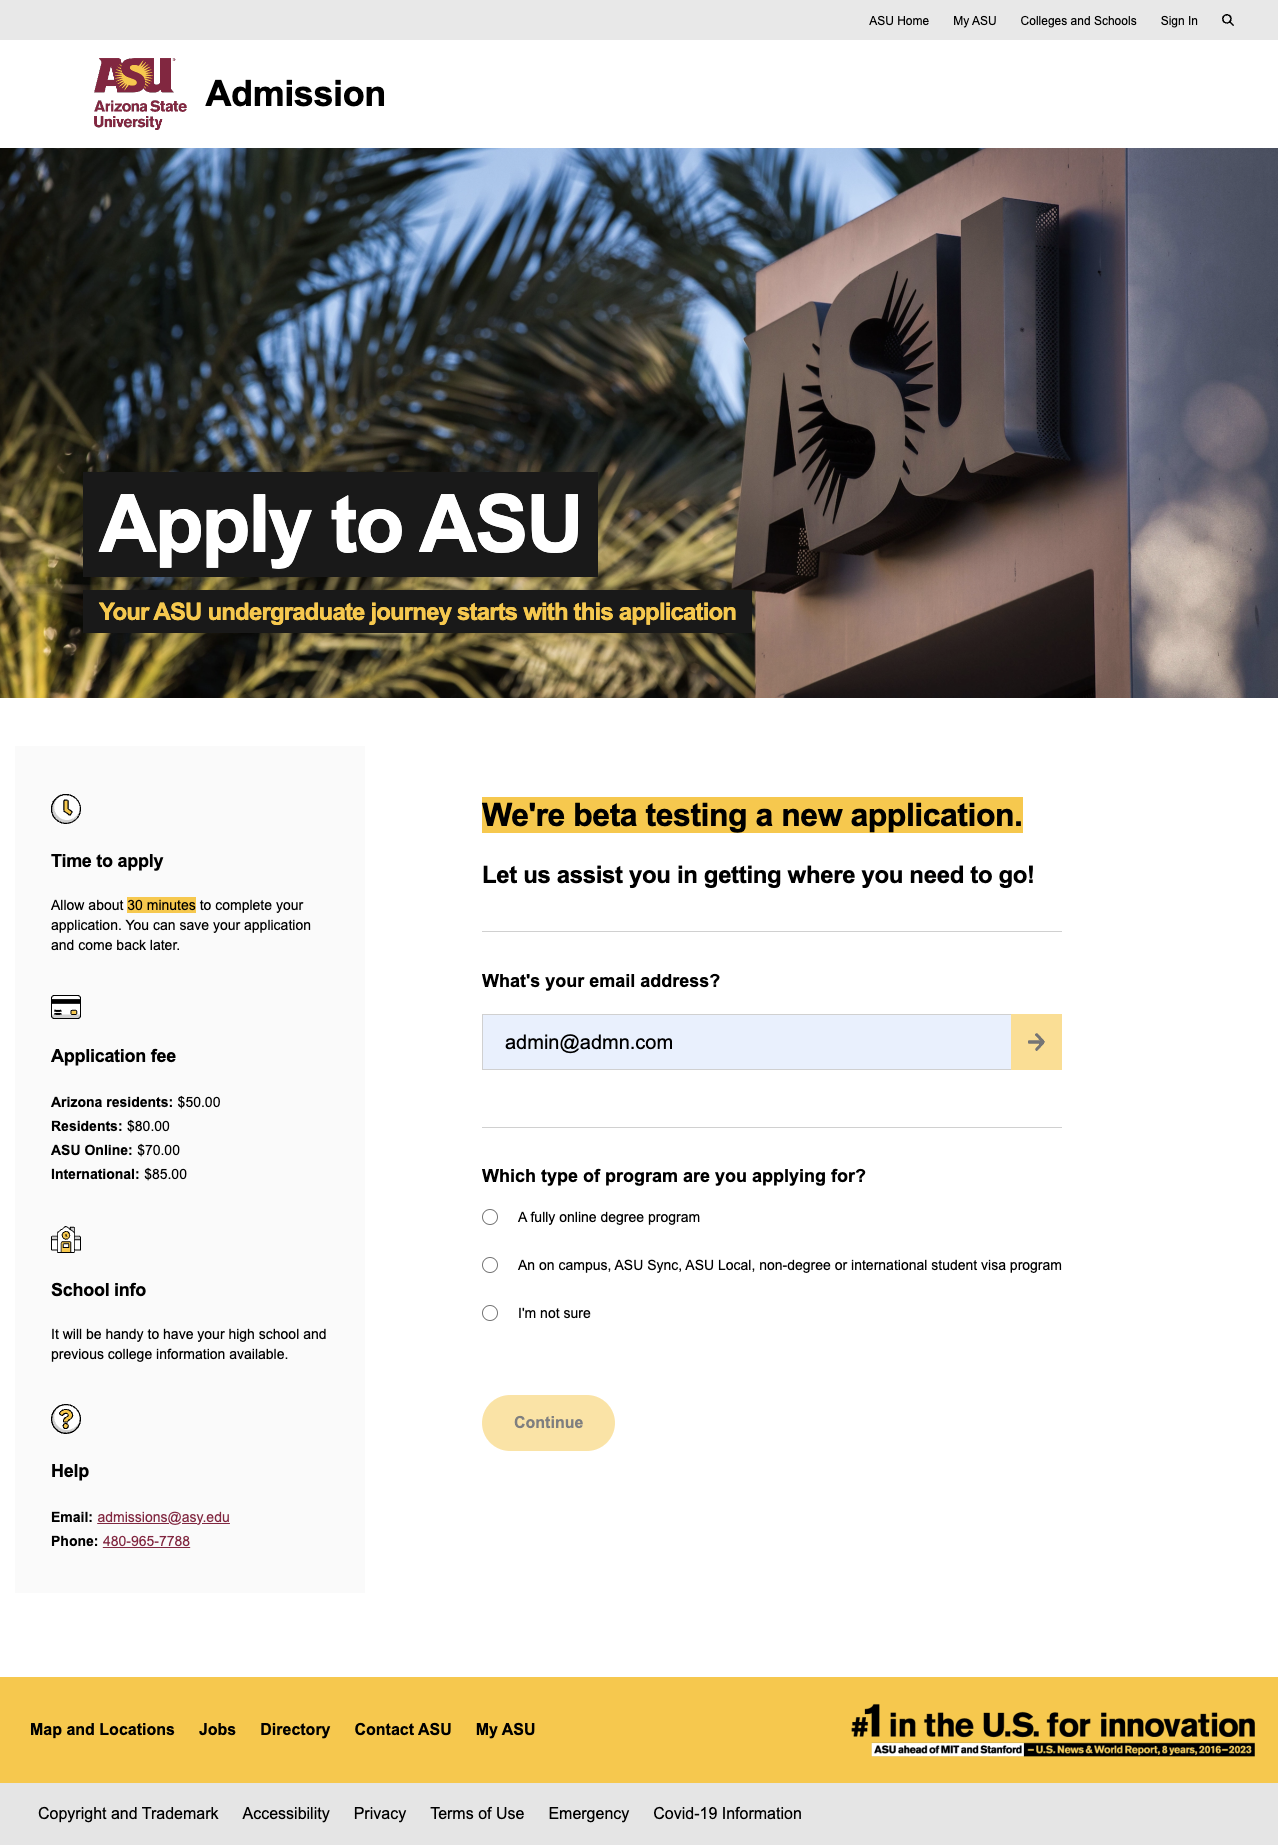 ASU Home My ASU Colleges and Schools Sign In
ASU
Arizona State
University
Admission
ASU
Apply to ASU
Your ASU undergraduate journey starts with this application
Time to apply
Allow about 30 minutes to complete your
application. You can save your application
and come back later.
Application fee
Arizona residents: $50.00
Residents: $80.00
ASU Online: $70.00
International: $85.00
School info
It will be handy to have your high school and
previous college information available.
Help
Email: admissions@asy.edu
Phone: 480-965-7788
We're beta testing a new application.
Let us assist you in getting where you need to go!
What's your email address?
admin@admn.com
Which type of program are you applying for?
A fully online degree program
An on campus, ASU Sync, ASU Local, non-degree or international student visa program
I'm not sure
Continue
Map and Locations Jobs Directory Contact ASU My ASU
#1 in the U.S. for innovation
ASU ahead of MIT and Stanford – U.S. News & World Report, 8 years, 2016–2023
Copyright and Trademark Accessibility Privacy Terms of Use Emergency Covid-19 Information